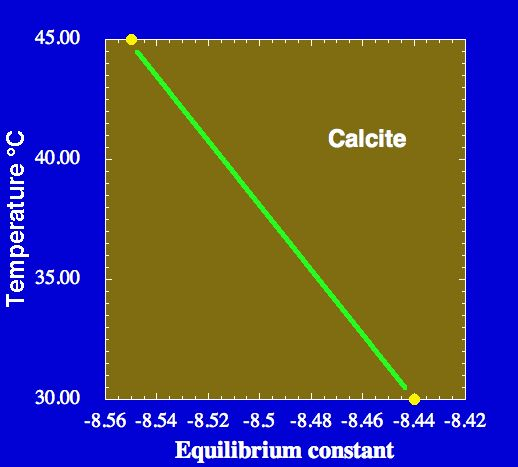 45.00
Calcite
40.00
Temperature °C
35.00
30.00
-8.56 -8.54 -8.52 -8.5 -8.48 -8.46 -8.44 -8.42
Equilibrium constant